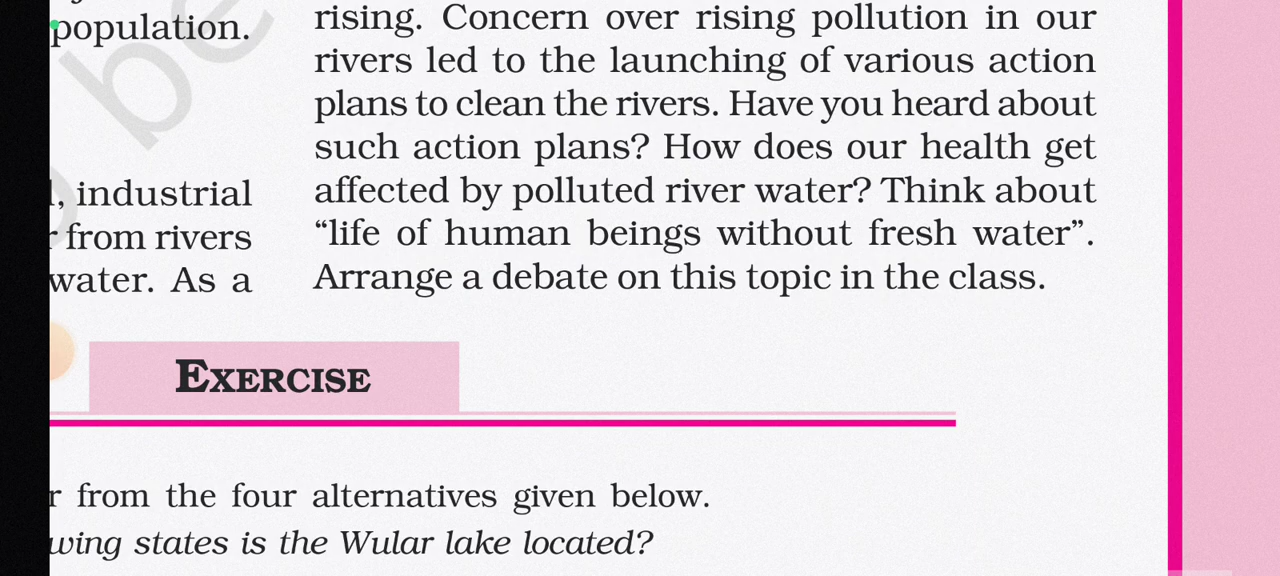 population.
industrial
from rivers
water. As a
rising. Concern over rising pollution in our
rivers led to the launching of various action
plans to clean the rivers. Have you heard about
such action plans? How does our health get
affected by polluted river water? Think about
“life of human beings without fresh water”.
Arrange a debate on this topic in the class.
EXERCISE
from the four alternatives given below.
states is the Wular lake located?
be